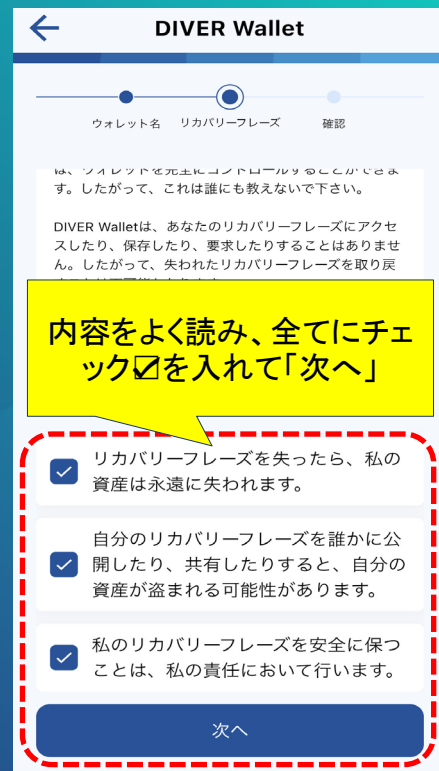 DIVER Wallet
ウォレット名 リカバリーフレーズ 確認
は、ウォレットを完全にコントロールすることができま
す。したがって、これは誰にも教えないで下さい。
DIVER Walletは、あなたのリカバリーフレーズにアクセ
スしたり、保存したり、要求したりすることはありませ
ん。したがって、失われたリカバリーフレーズを取り戻
内容をよく読み、全てにチェ
ック☑を入れて「次へ」
リカバリーフレーズを失ったら、私の
資産は永遠に失われます。
自分のリカバリーフレーズを誰かに公
開したり、共有したりすると、自分の
資産が盗まれる可能性があります。
私のリカバリーフレーズを安全に保つ
ことは、私の責任において行います。
次へ